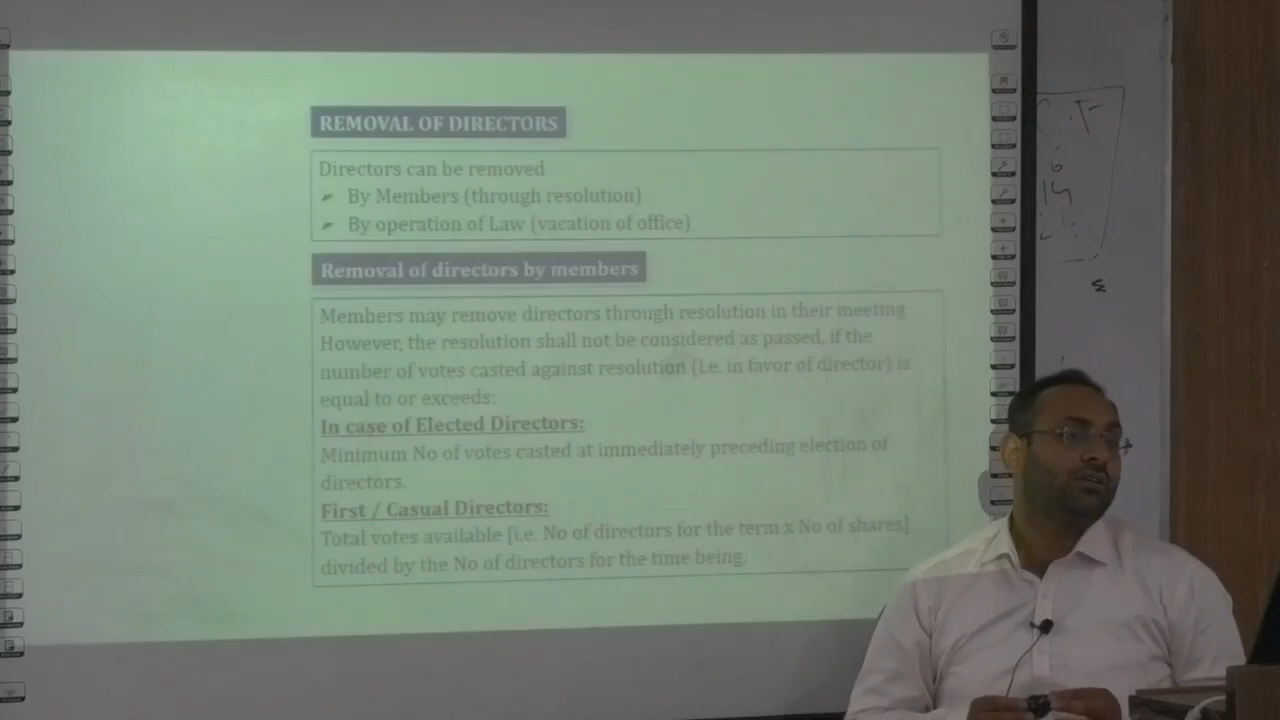 REMOVAL OF DIRECTORS
Directors can be removed
➢ By Members (through resolution)
➢ By operation of Law (vacation of office)
Removal of directors by members
Members may remove directors through resolution in their meeting
However, the resolution shall not be considered as passed, if the
number of votes casted against resolution (i.e. in favor of director) is
equal to or exceeds:
In case of Elected Directors:
Minimum No of votes casted at immediately preceding election of
directors.
First / Casual Directors:
Total votes available [i.e. No of directors for the term x No of shares]
divided by the No of directors for the time being.
6